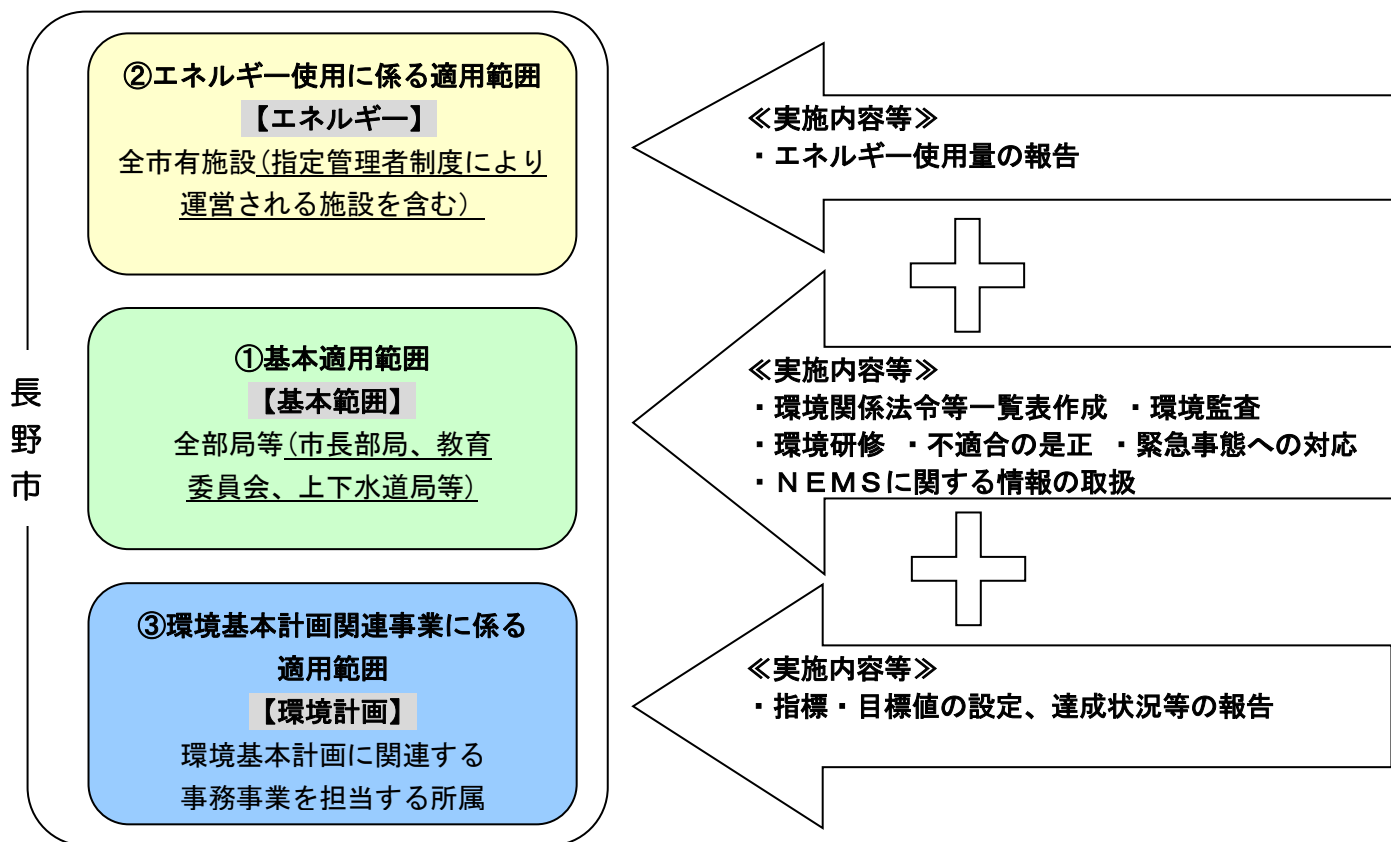 長野市
②エネルギー使用に係る適用範囲
【エネルギー】
全市有施設(指定管理者制度により
運営される施設を含む)
①基本適用範囲
【基本範囲】
全部局等(市長部局、教育
委員会、上下水道局等)
③環境基本計画関連事業に係る
適用範囲
【環境計画】
環境基本計画に関連する
事務事業を担当する所属
≪実施内容等≫
・エネルギー使用量の報告
≪実施内容等≫
・環境関係法令等一覧表作成 ・環境監査
・環境研修 ・不適合の是正 ・緊急事態への対応
・ＮＥＭＳに関する情報の取扱
≪実施内容等≫
・指標・目標値の設定、達成状況等の報告